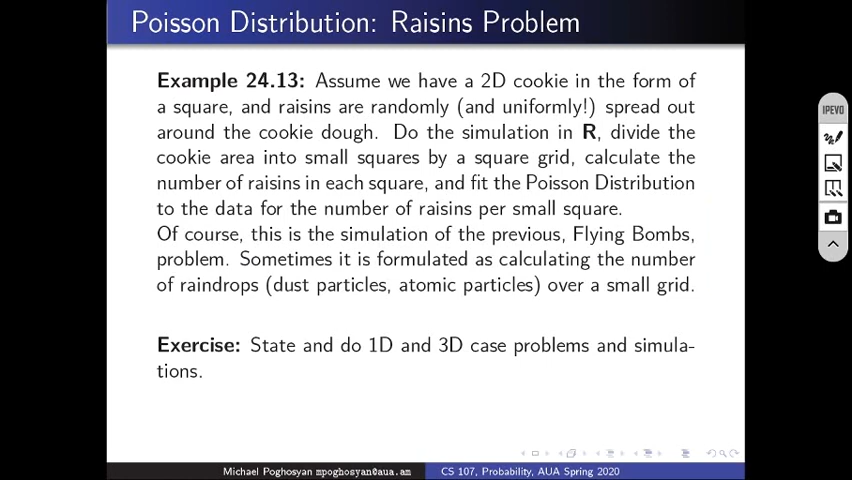 Poisson Distribution: Raisins Problem
Example 24.13: Assume we have a 2D cookie in the form of
a square, and raisins are randomly (and uniformly!) spread out
around the cookie dough. Do the simulation in R, divide the
cookie area into small squares by a square grid, calculate the
number of raisins in each square, and fit the Poisson Distribution
to the data for the number of raisins per small square.
Of course, this is the simulation of the previous, Flying Bombs,
problem. Sometimes it is formulated as calculating the number
of raindrops (dust particles, atomic particles) over a small grid.
Exercise: State and do 1D and 3D case problems and simula-
tions.
Michael Poghosyan mpoghosyan@aua.am CS 107, Probability, AUA Spring 2020
IPEVO